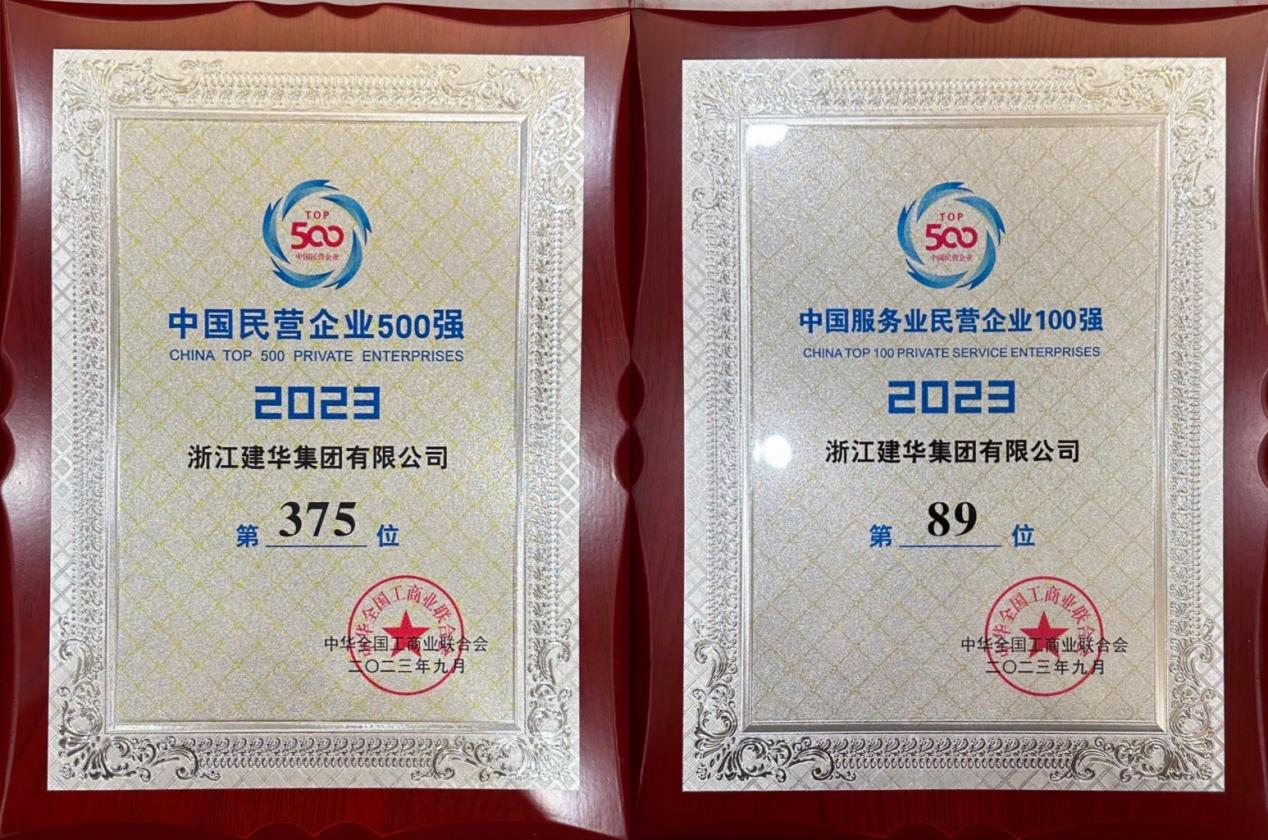 TOP
500
中国民营企业
中国民营企业500强
CHINA TOP 500 PRIVATE ENTERPRISES
2023
浙江建华集团有限公司
第 375 位
中华全国工商业联合会
中华全国工商业联合会
二〇二三年九月
TOP
500
中国民营企业
中国服务业民营企业100强
CHINA TOP 100 PRIVATE SERVICE ENTERPRISES
2023
浙江建华集团有限公司
第 89 位
中华全国工商业联合会
中华全国工商业联合会
二〇二三年九月